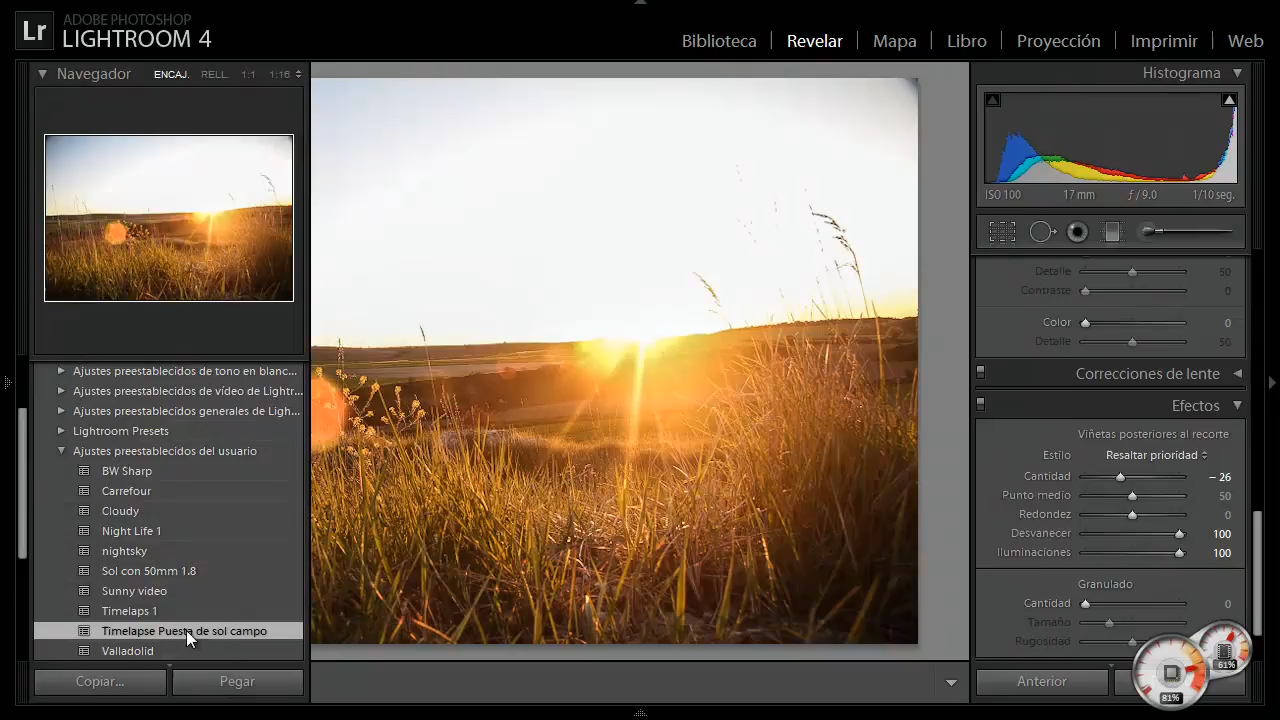 Lr
ADOBE PHOTOSHOP
LIGHTROOM 4
Biblioteca | Revelar | Mapa | Libro | Proyección | Imprimir | Web
Navegador ENCAJ. RELL. 1:1 1:16
Ajustes preestablecidos de tono en blanc...
Ajustes preestablecidos de vídeo de Lightr...
Ajustes preestablecidos generales de Ligh...
Lightroom Presets
Ajustes preestablecidos del usuario
BW Sharp
Carrefour
Cloudy
Night Life 1
nightsky
Sol con 50mm 1.8
Sunny vídeo
Timelaps 1
Timelapse Puesta de sol campo
Valladolid
Copiar... Pegar
Histograma
ISO 100 17 mm ƒ / 9.0 1/10 seg.
Detalle 50
Contraste 0
Color 0
Detalle 50
Correcciones de lente
Efectos
Viñetas posteriores al recorte
Estilo Resaltar prioridad
Cantidad – 26
Punto medio 50
Redondez 0
Desvanecer 100
Iluminaciones 100
Granulado
Cantidad 0
Tamaño
Rugosidad
Anterior
81%
61%